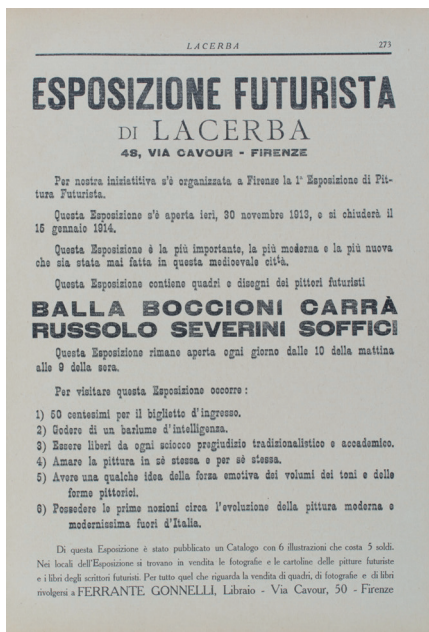 LACERBA 273
ESPOSIZIONE FUTURISTA
DI LACERBA
48, VIA CAVOUR - FIRENZE
Per nostra iniziativa s'è organizzata a Firenze la 1ª Esposizione di Pit-
tura Futurista.
Questa Esposizione s'è aperta ieri, 30 novembre 1913, e si chiuderà il
15 gennaio 1914.
Questa Esposizione è la più importante, la più moderna e la più nuova
che sia stata mai fatta in questa medioevale città.
Questa Esposizione contiene quadri e disegni dei pittori futuristi
BALLA BOCCIONI CARRÀ
RUSSOLO SEVERINI SOFFICI
Questa Esposizione rimane aperta ogni giorno dalle 10 della mattina
alle 9 della sera.
Per visitare questa Esposizione occorre :
1) 50 centesimi per il biglietto d'ingresso.
2) Godere di un barlume d'intelligenza.
3) Essere liberi da ogni sciocco pregiudizio tradizionalistico e accademico.
4) Amare la pittura in sè stessa e per sè stessa.
5) Avere una qualche idea della forza emotiva dei volumi dei toni e delle
forme pittorici.
6) Possedere le prime nozioni circa l'evoluzione della pittura moderna e
modernissima fuori d'Italia.
Di questa Esposizione è stato pubblicato un Catalogo con 6 illustrazioni che costa 5 soldi.
Nei locali dell'Esposizione si trovano in vendita le fotografie e le cartoline delle pitture futuriste
e i libri degli scrittori futuristi. Per tutto quel che riguarda la vendita di quadri, di fotografie e di libri
rivolgersi a FERRANTE GONNELLI, Libraio - Via Cavour, 50 - Firenze